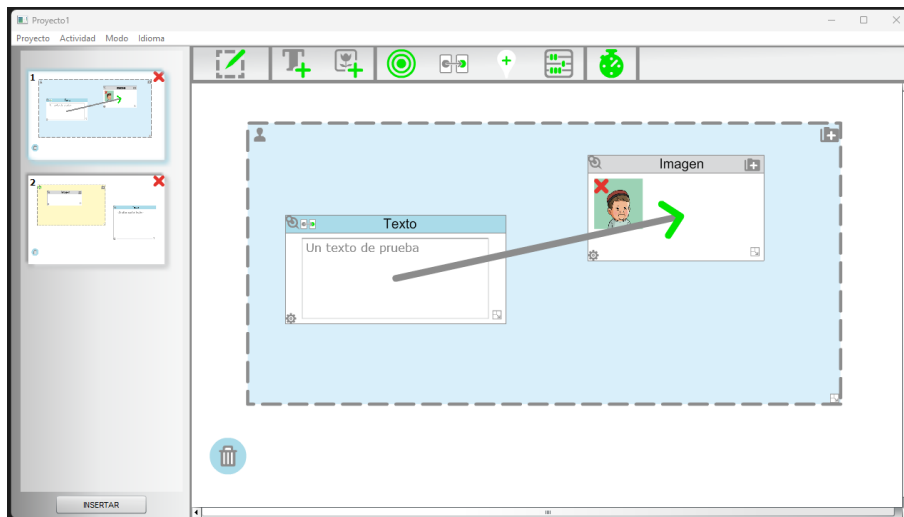 Proyecto1
Proyecto Actividad Modo Idioma
1
2
Imagen
Texto
Un texto de prueba
INSERTAR